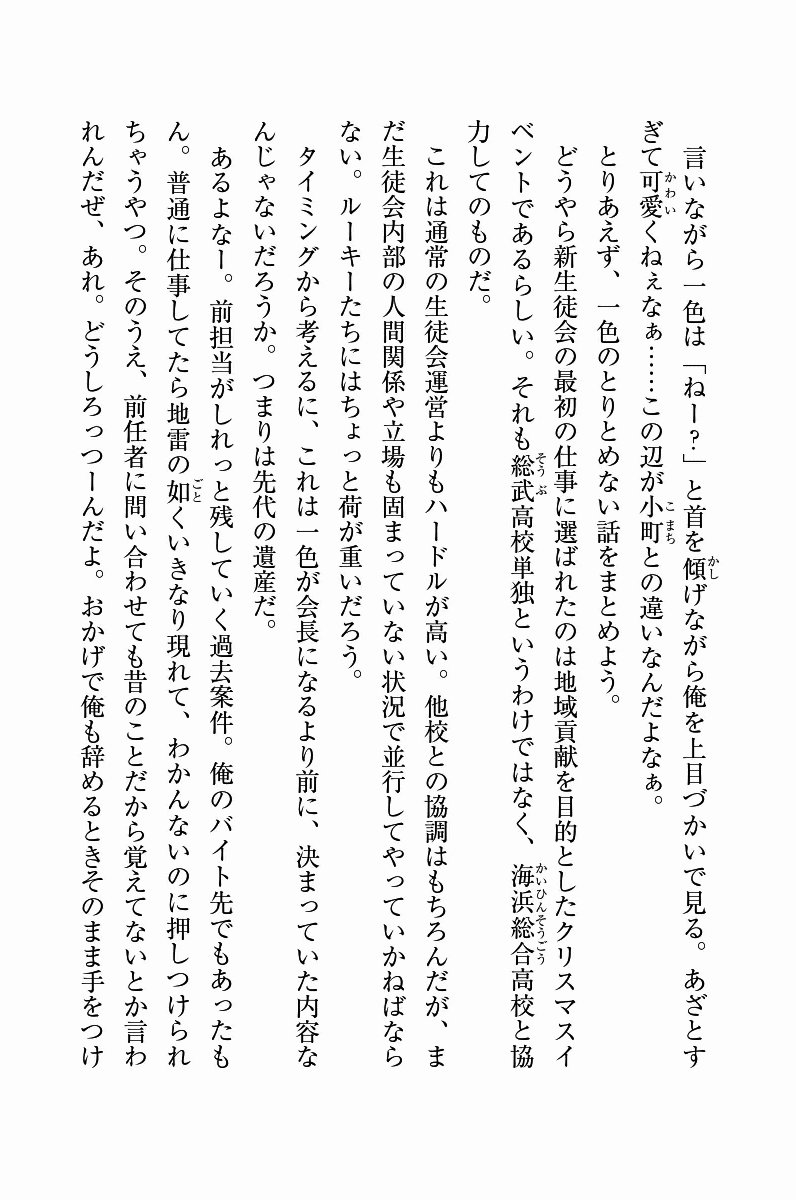 言いながら一色は「ねー？」と首を傾げながら俺を上目づかいで見る。あざとす
ぎて可愛くねぇなぁ……この辺が小町との違いなんだよなぁ。
とりあえず、一色のとりとめない話をまとめよう。
どうやら新生徒会の最初の仕事に選ばれたのは地域貢献を目的としたクリスマスイ
ベントであるらしい。それも総武高校単独というわけではなく、海浜総合高校と協
力してのものだ。
これは通常の生徒会運営よりもハードルが高い。他校との協調はもちろんだが、ま
だ生徒会内部の人間関係や立場も固まっていない状況で並行してやっていかねばなら
ない。ルーキーたちにはちょっと荷が重いだろう。
タイミングから考えるに、これは一色が会長になるより前に、決まっていた内容な
んじゃないだろうか。つまりは先代の遺産だ。
あるよなー。前担当がしれっと残していく過去案件。俺のバイト先でもあったも
ん。普通に仕事してたら地雷の如くいきなり現れて、わかんないのに押しつけられ
ちゃうやつ。そのうえ、前任者に問い合わせても昔のことだから覚えてないとか言わ
れんだぜ、あれ。どうしろっつーんだよ。おかげで俺も辞めるときそのまま手をつけ